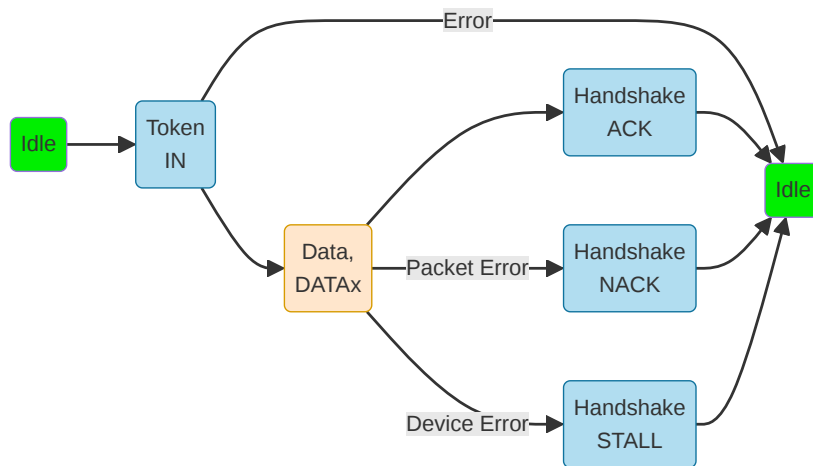 Error
Idle
Token
IN
Data,
DATAx
Handshake
ACK
Packet Error
Handshake
NACK
Device Error
Handshake
STALL
Idle